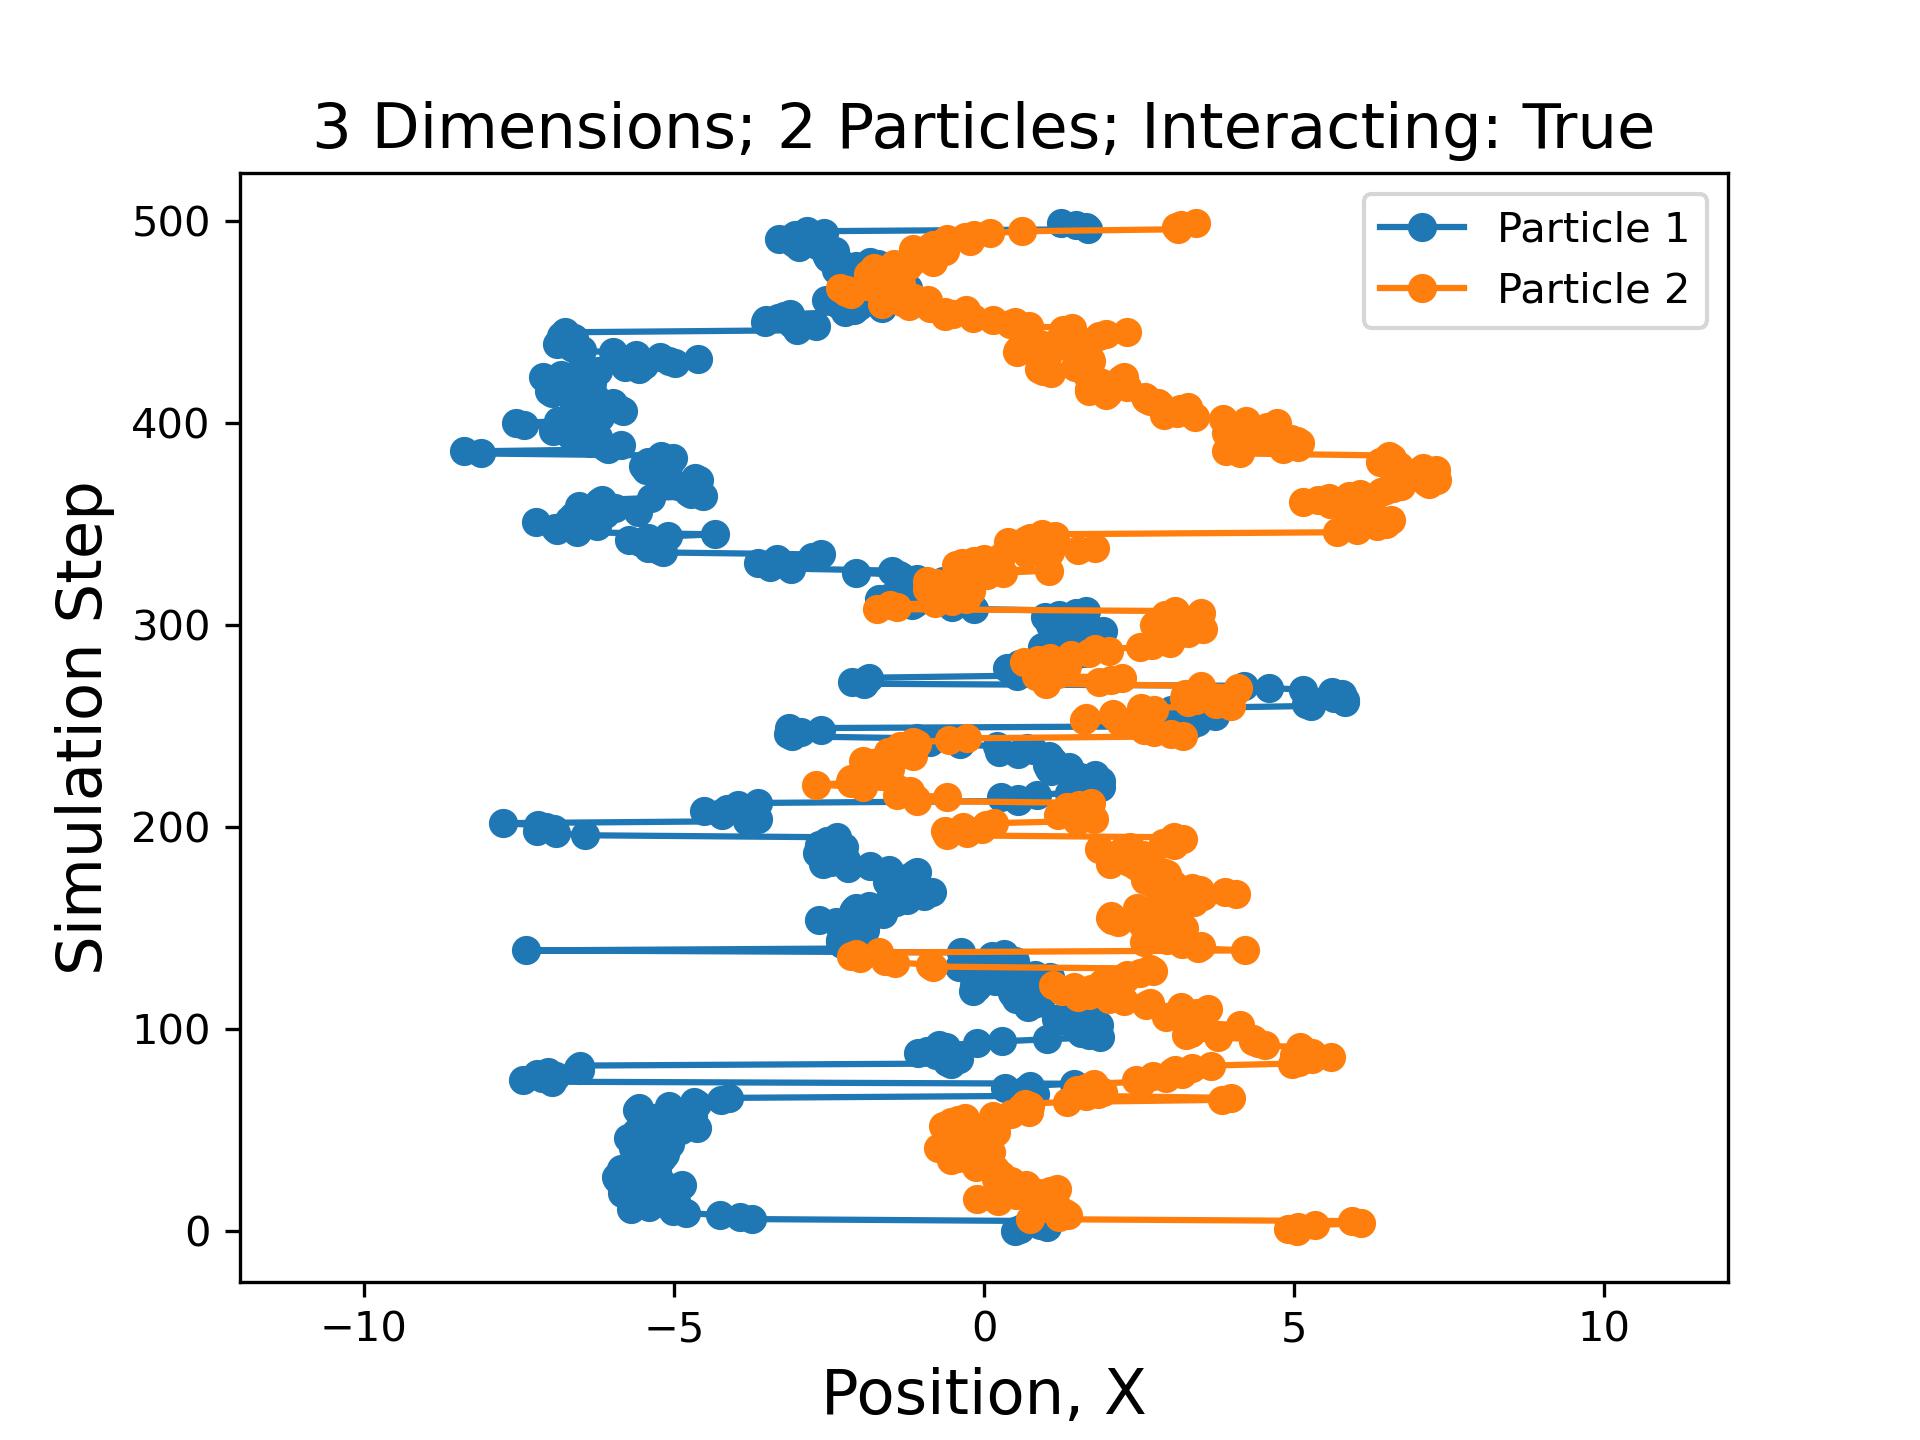 3 Dimensions; 2 Particles; Interacting: True
Particle 1
Particle 2
Simulation Step
500
400
300
200
100
0
−10
−5
0
5
10
Position, X